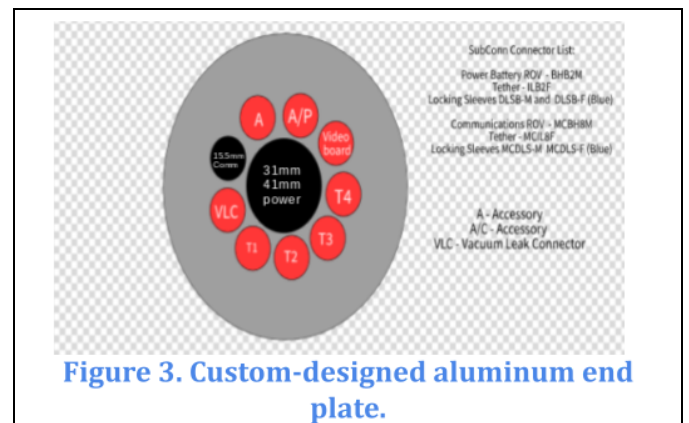 A
A/P
Video
board
15.5mm
Comm
31mm
41mm
power
T4
VLC
T3
T1
T2
SubConn Connector List:
Power Battery ROV - BHB2M
Tether - ILB2F
Locking Sleeves DLSB-M and DLSB-F (Blue)
Communications ROV - MCBH8M
Tether - MCIL8F
Locking Sleeves MCDLS-M MCDLS-F (Blue)
A - Accessory
A/C - Accessory
VLC - Vacuum Leak Connector
Figure 3. Custom-designed aluminum end
plate.